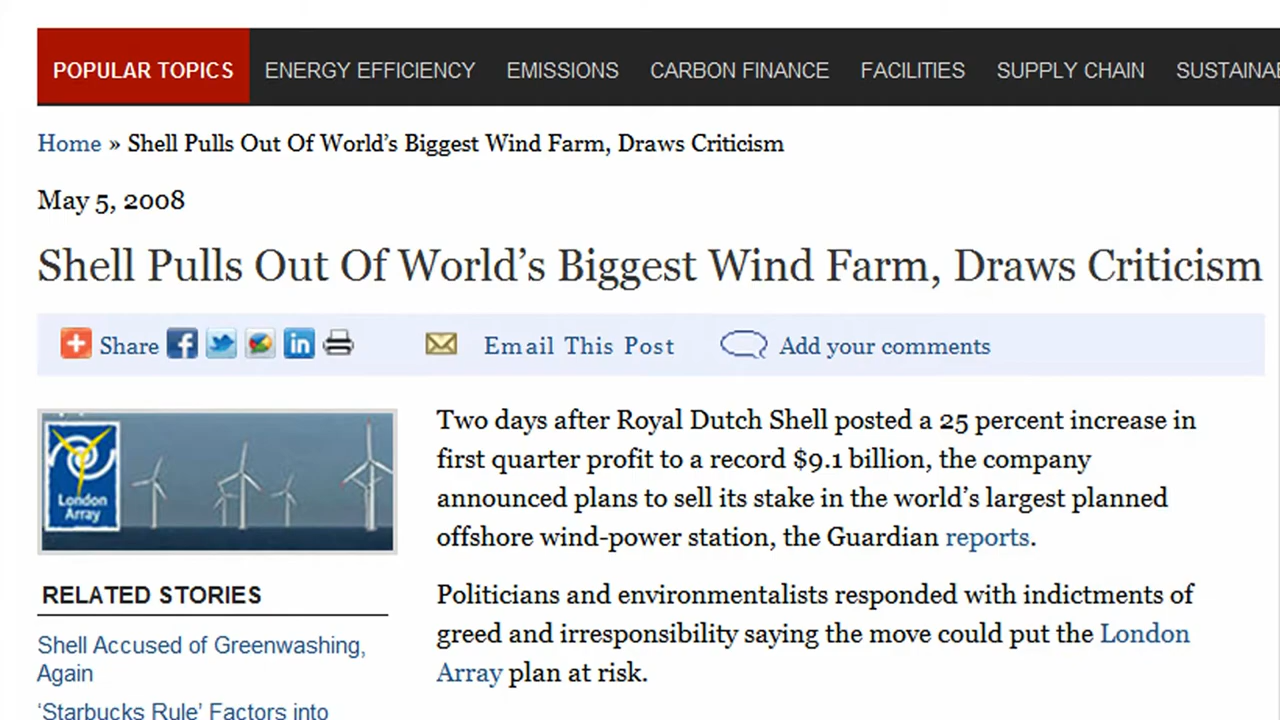 POPULAR TOPICS ENERGY EFFICIENCY EMISSIONS CARBON FINANCE FACILITIES SUPPLY CHAIN
Home » Shell Pulls Out Of World’s Biggest Wind Farm, Draws Criticism
May 5, 2008
Shell Pulls Out Of World’s Biggest Wind Farm, Draws Criticism
Share Email This Post Add your comments
London
Array
Two days after Royal Dutch Shell posted a 25 percent increase in
first quarter profit to a record $9.1 billion, the company
announced plans to sell its stake in the world’s largest planned
offshore wind-power station, the Guardian reports.
Politicians and environmentalists responded with indictments of
greed and irresponsibility saying the move could put the London
Array plan at risk.
RELATED STORIES
Shell Accused of Greenwashing,
Again
‘Starbucks Rule’ Factors into